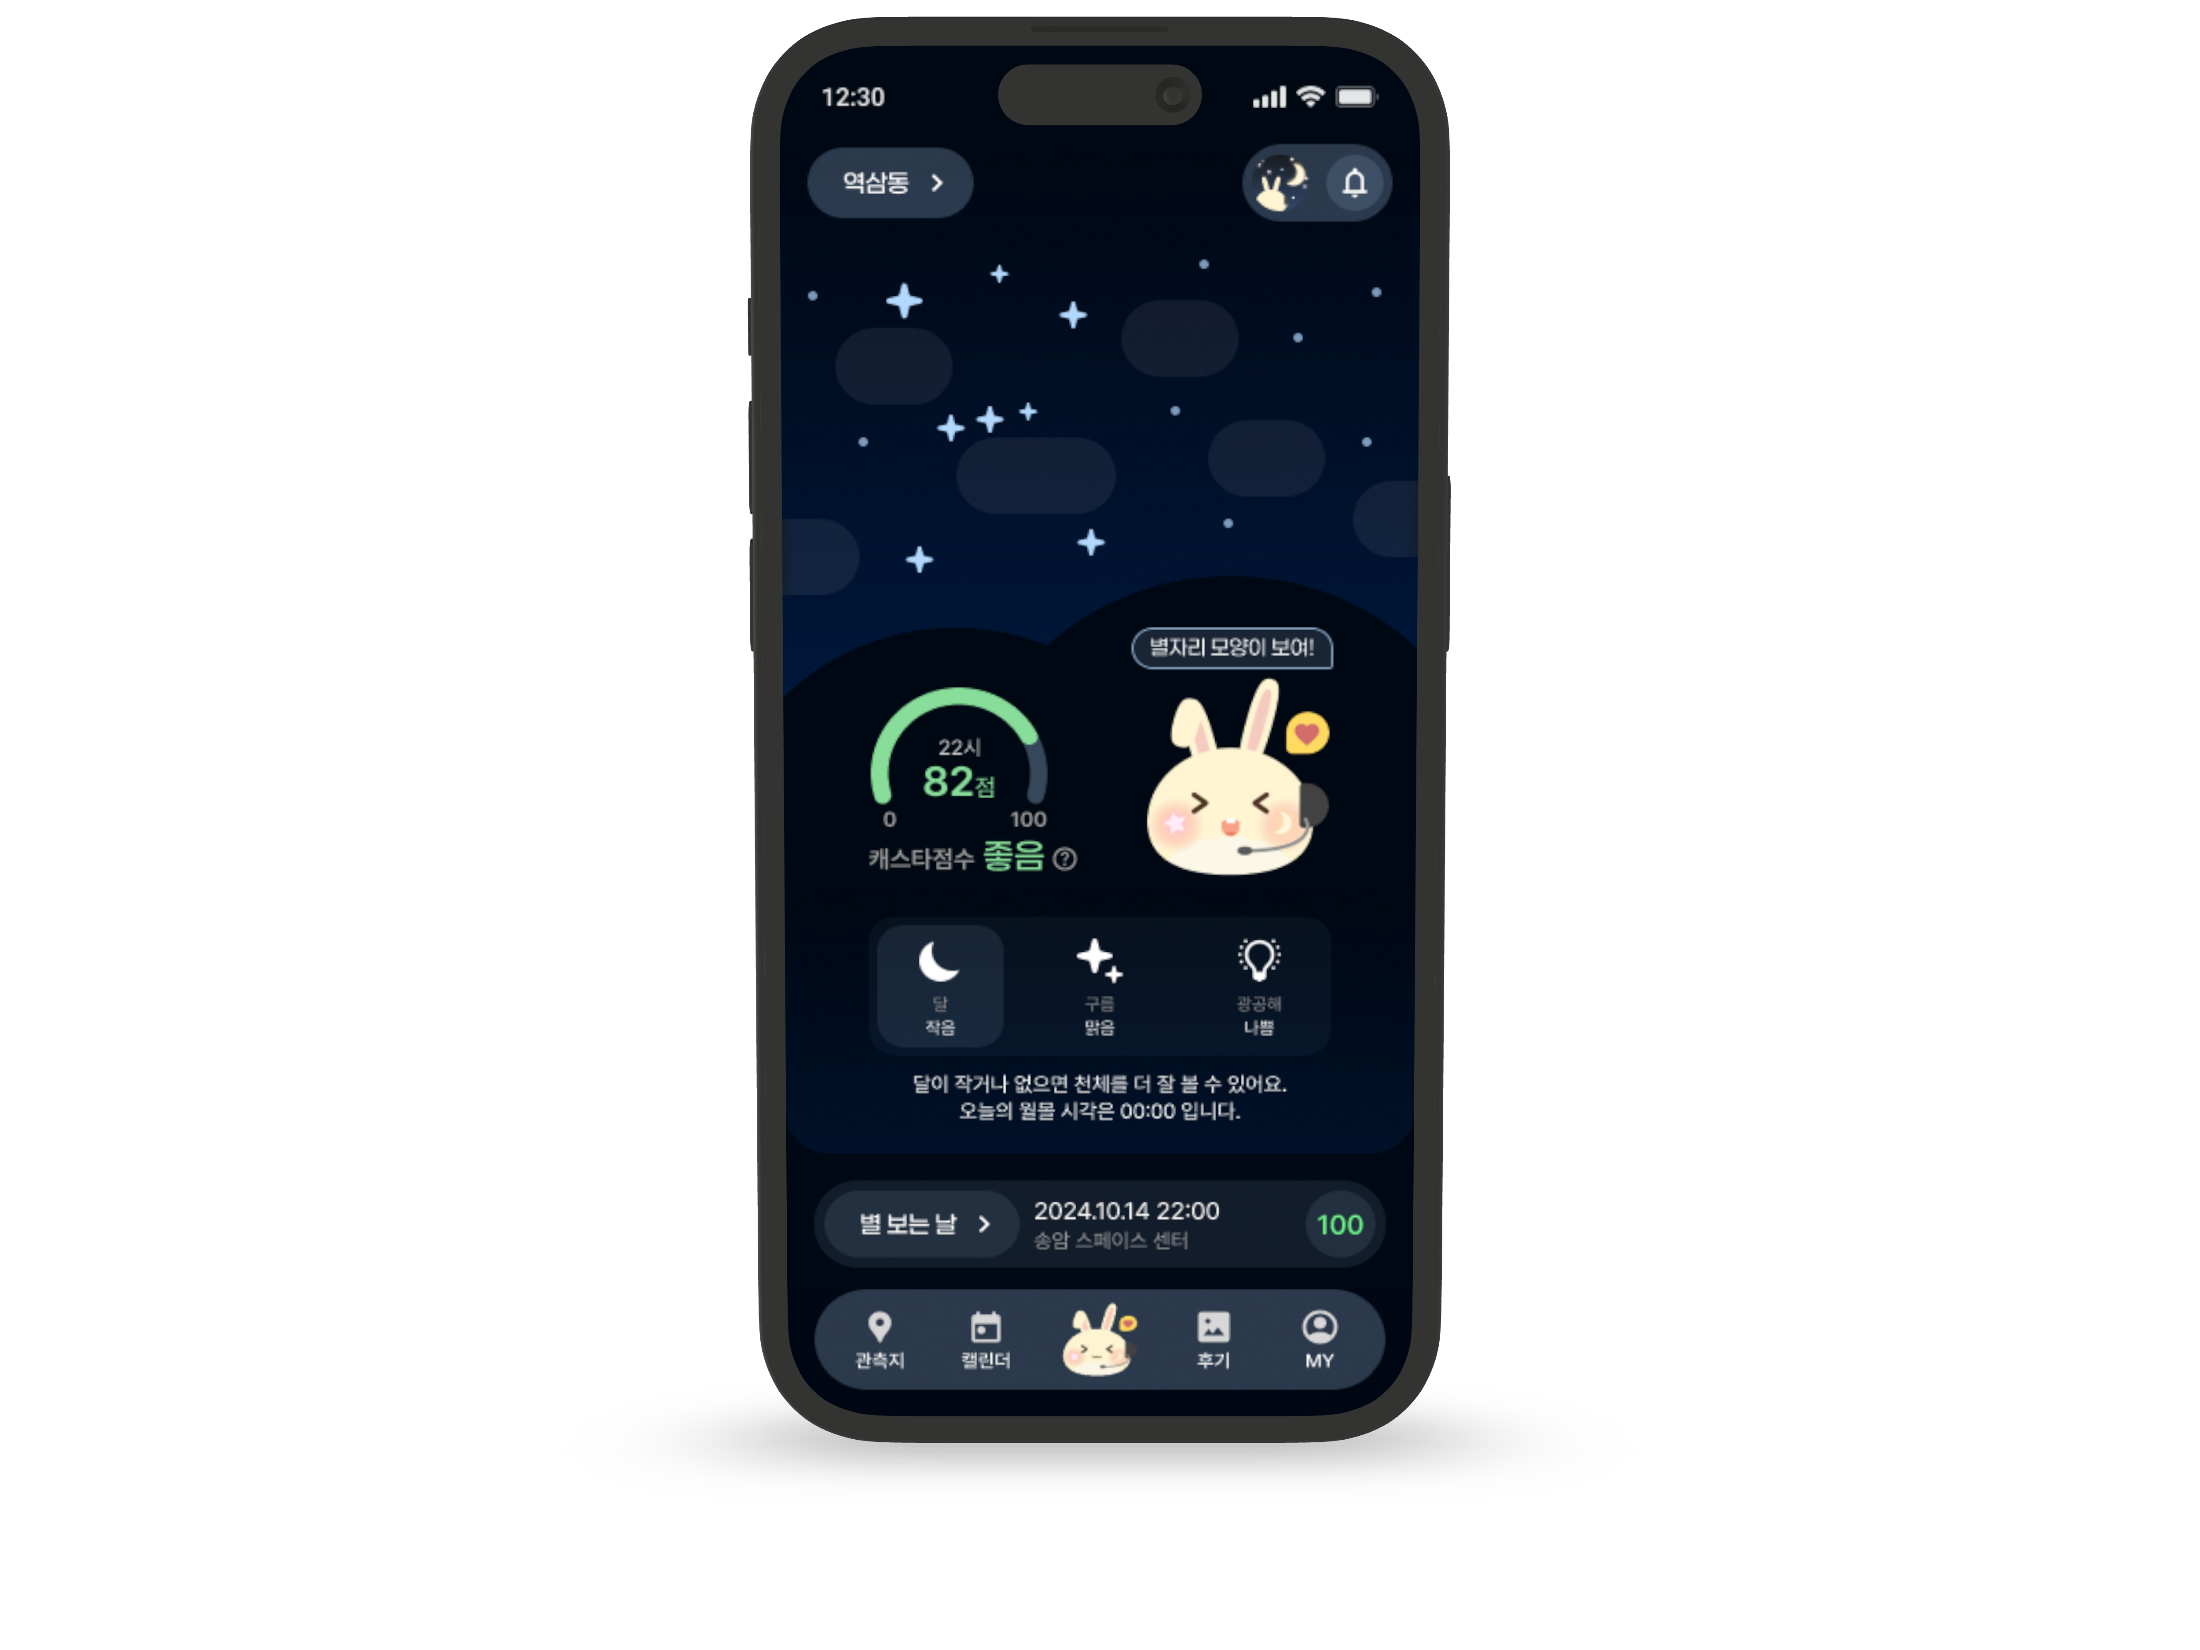 12:30
역삼동
별자리 모양이 보여!
22시
82점
0 100
캐스타점수 좋음 ?
달 구름 광공해
작음 맑음 나쁨
달이 작거나 없으면 천체를 더 잘 볼 수 있어요.
오늘의 월몰 시각은 00:00 입니다.
별 보는 날
2024.10.14 22:00
송암 스페이스 센터
100
관측지 캘린더 후기 MY